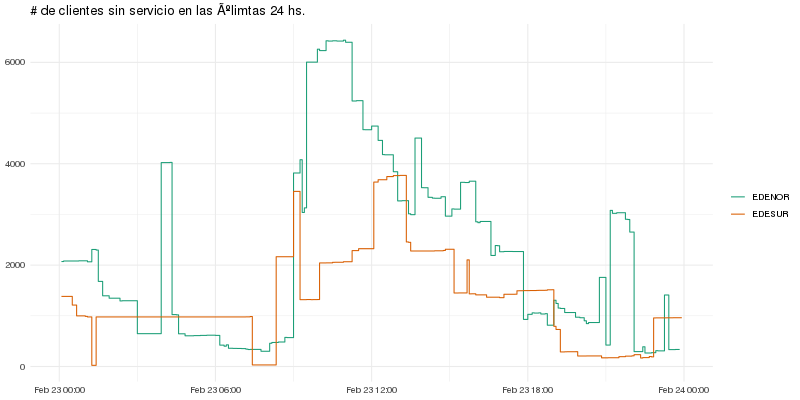 # de clientes sin servicio en las Ãºlimtas 24 hs.
6000
4000
2000
0
Feb 23 00:00
Feb 23 06:00
Feb 23 12:00
Feb 23 18:00
Feb 24 00:00
EDENOR
EDESUR